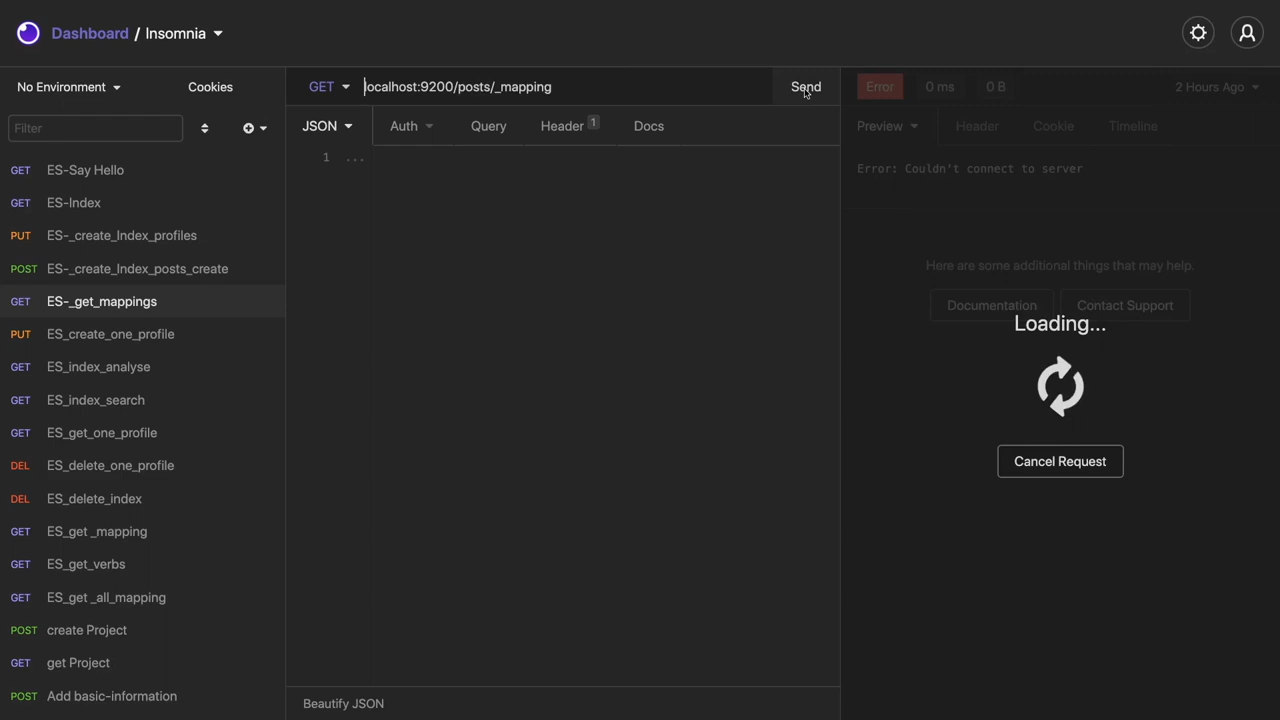 Dashboard / Insomnia
No Environment
Cookies
GET localhost:9200/posts/_mapping
Send
Error 0 ms 0 B
2 Hours Ago
Filter
JSON
Auth
Query
Header 1
Docs
Preview
Header
Cookie
Timeline
1 ...
Error: Couldn't connect to server
GET ES-Say Hello
GET ES-Index
PUT ES-_create_Index_profiles
POST ES-_create_Index_posts_create
GET ES-_get_mappings
PUT ES_create_one_profile
GET ES_index_analyse
GET ES_index_search
GET ES_get_one_profile
DEL ES_delete_one_profile
DEL ES_delete_index
GET ES_get _mapping
GET ES_get_verbs
GET ES_get _all_mapping
POST create Project
GET get Project
POST Add basic-information
Here are some additional things that may help.
Documentation
Contact Support
Loading...
Cancel Request
Beautify JSON